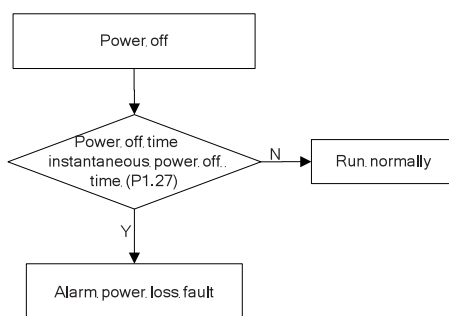 Power off
Power off time
instantaneous power off
time (P1.27)
N
Run normally
Y
Alarm power loss fault